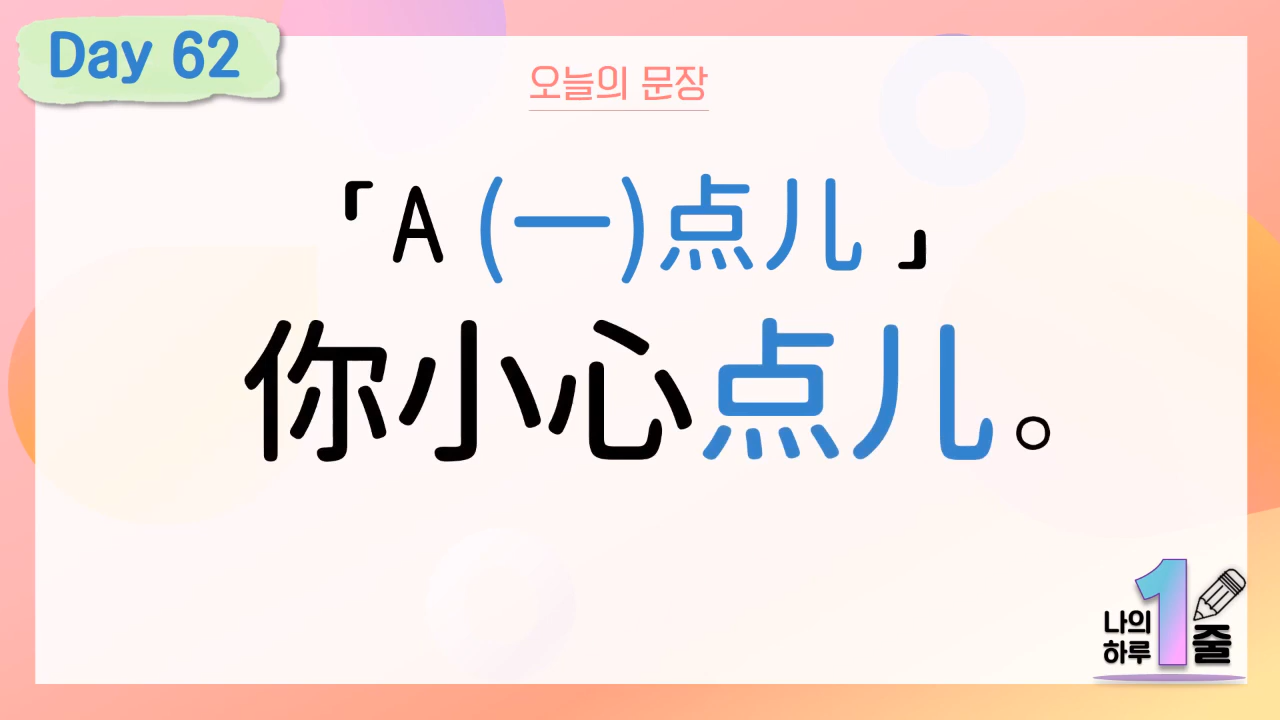 Day 62
오늘의 문장
「A (一)点儿」
你小心点儿。
나의
하루
1줄